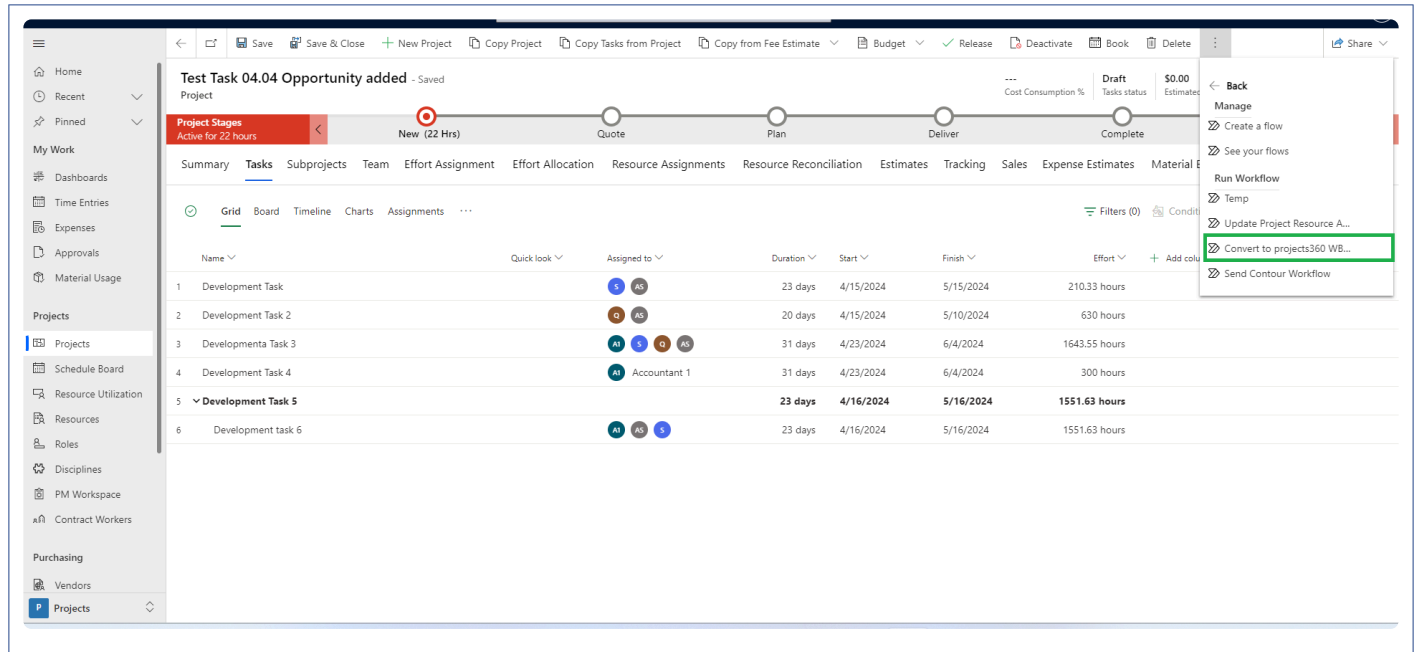 Save
Save & Close
New Project
Copy Project
Copy Tasks from Project
Copy from Fee Estimate
Budget
Release
Deactivate
Book
Delete
Share
Home
Recent
Pinned
My Work
Dashboards
Time Entries
Expenses
Approvals
Material Usage
Projects
Projects
Schedule Board
Resource Utilization
Resources
Roles
Disciplines
PM Workspace
Contract Workers
Purchasing
Vendors
P Projects
Test Task 04.04 Opportunity added - Saved
Project
---
Cost Consumption %
Draft
Tasks status
$0.00
Estimated
Project Stages
Active for 22 hours
New (22 Hrs)
Quote
Plan
Deliver
Complete
Summary Tasks Subprojects Team Effort Assignment Effort Allocation Resource Assignments Resource Reconciliation Estimates Tracking Sales Expense Estimates Material E
Grid Board Timeline Charts Assignments ...
Filters (0) Conditi
Name Quick look Assigned to Duration Start Finish Effort + Add colu
1 Development Task S AS 23 days 4/15/2024 5/15/2024 210.33 hours
2 Development Task 2 Q AS 20 days 4/15/2024 5/10/2024 630 hours
3 Developmenta Task 3 A1 S Q AS 31 days 4/23/2024 6/4/2024 1643.55 hours
4 Development Task 4 A1 Accountant 1 31 days 4/23/2024 6/4/2024 300 hours
5 Development Task 5 23 days 4/16/2024 5/16/2024 1551.63 hours
6 Development task 6 A1 AS S 23 days 4/16/2024 5/16/2024 1551.63 hours
Back
Manage
Create a flow
See your flows
Run Workflow
Temp
Update Project Resource A...
Convert to projects360 WB...
Send Contour Workflow